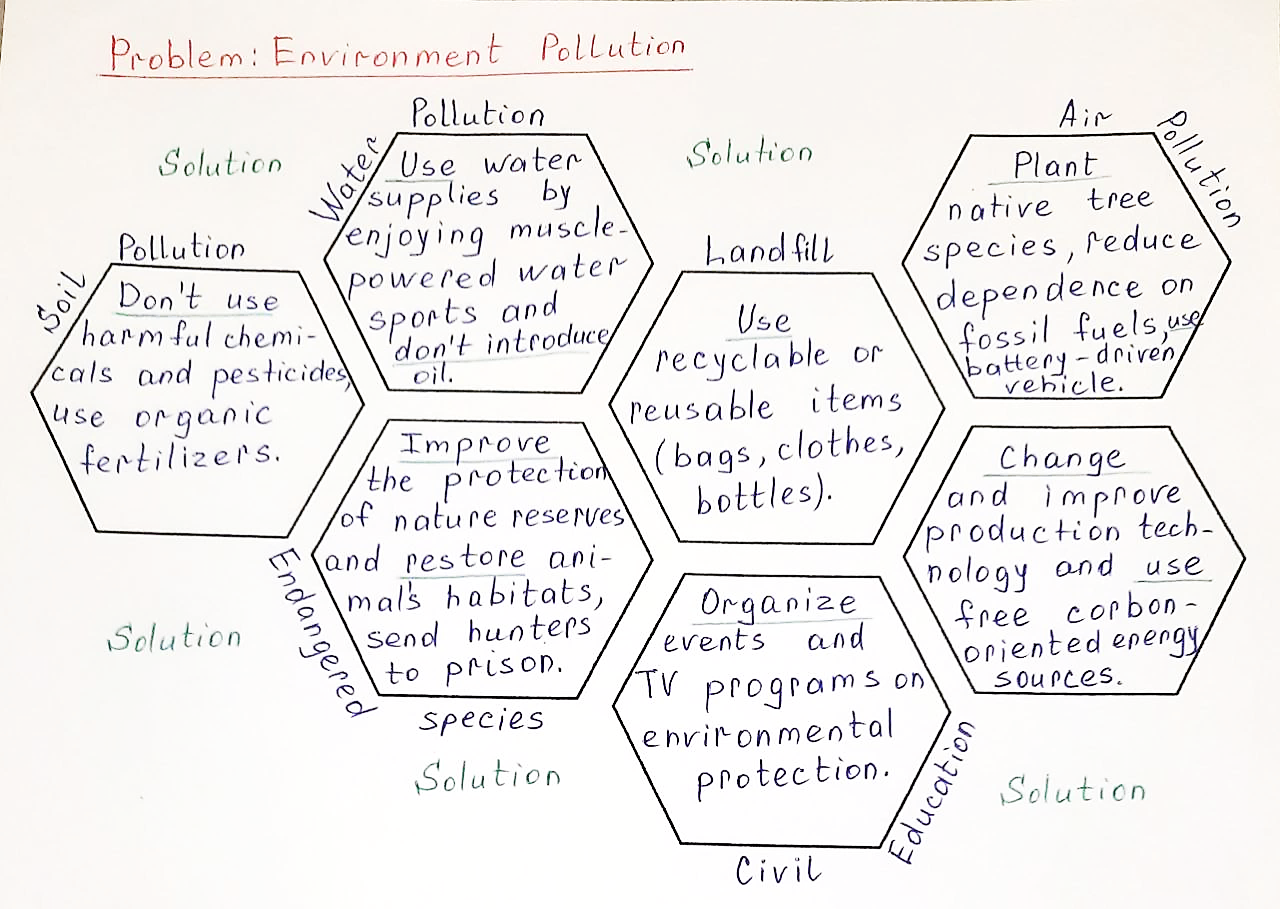 Problem: Environment Pollution
Solution
Solution
Soil
Pollution
Don't use
harmful chemi-
cals and pesticides,
use organic
fertilizers.
Water
Pollution
Use water
supplies by
enjoying muscle-
powered water
sports and
don't introduce
oil.
Landfill
Use
recyclable or
reusable items
(bags, clothes,
bottles).
Air
Pollution
Plant
native tree
species, reduce
dependence on
fossil fuels, use
battery-driven
vehicle.
Endangered
species
Improve
the protection
of nature reserves
and restore ani-
mal's habitats,
send hunters
to prison.
Change
and improve
production tech-
nology and use
free corbon-
oriented energy
sources.
Organize
events and
TV programs on
environmental
protection.
Civil
Education
Solution
Solution
Solution